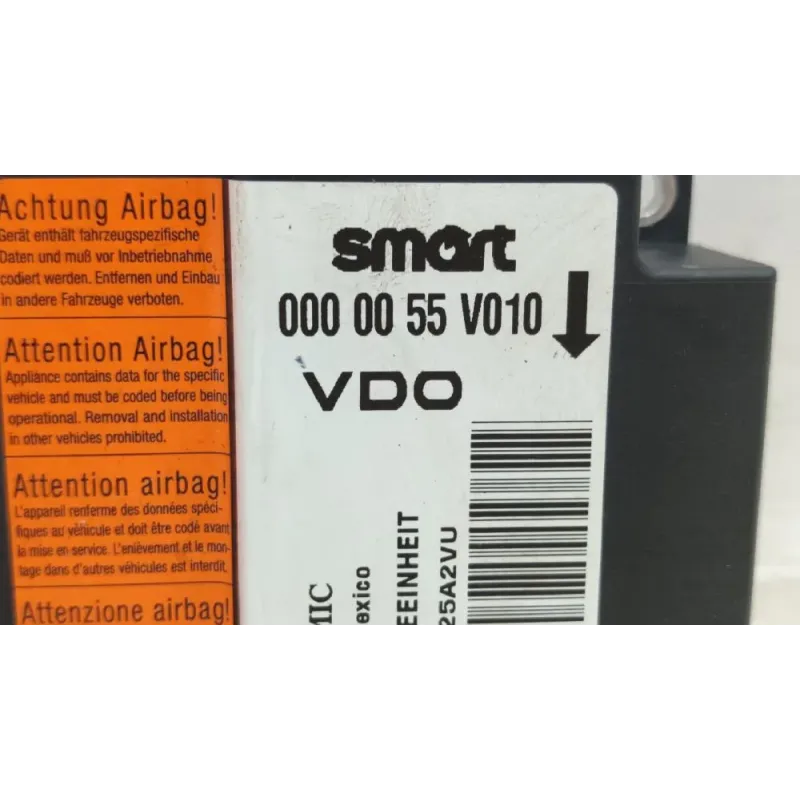 Achtung Airbag!
Gerät enthält fahrzeugspezifische
Daten und muß vor Inbetriebnahme
codiert werden. Entfernen und Einbau
in andere Fahrzeuge verboten.
Attention Airbag!
Appliance contains data for the specific
vehicle and must be coded before being
operational. Removal and installation
in other vehicles prohibited.
Attention airbag!
L'appareil renferme des données spéci-
fiques au véhicule et doit être codé avant
la mise en service. L'enièvement et le mon-
tage dans d'autres véhicules est interdit.
Attenzione airbag!
smart
000 00 55 V010
VDO
MIC
exico
EEINHEIT
25A2VU